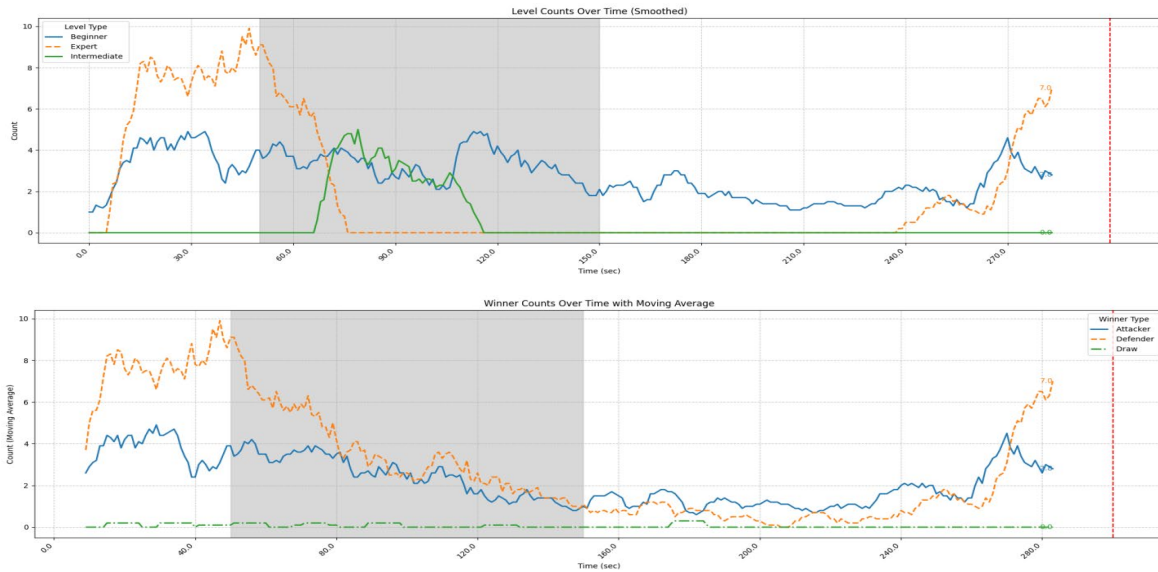 Level Counts Over Time (Smoothed)
Level Type
Beginner
Expert
Intermediate
Count
10
8
6
4
2
0
7.0
0.0
0.0
30.0
60.0
90.0
120.0
150.0
180.0
210.0
240.0
270.0
Time (sec)
Winner Counts Over Time with Moving Average
Winner Type
Attacker
Defender
Draw
Count (Moving Average)
10
8
6
4
2
0
7.0
0.0
0.0
40.0
80.0
120.0
160.0
200.0
240.0
280.0
Time (sec)